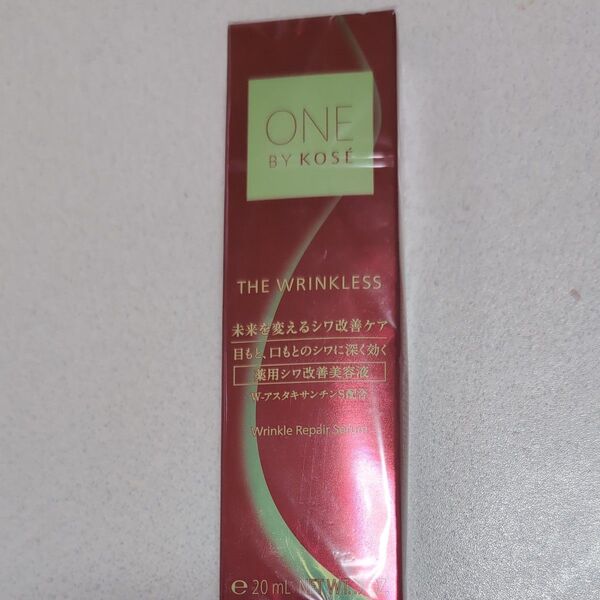 ONE
BY KOSÉ
THE WRINKLESS
未来を変えるシワ改善ケア
目もと、口もとのシワに深く効く
薬用シワ改善美容液
W-アスタキサンチンS配合
Wrinkle Repair Serum
℮ 20 mL NET WT.